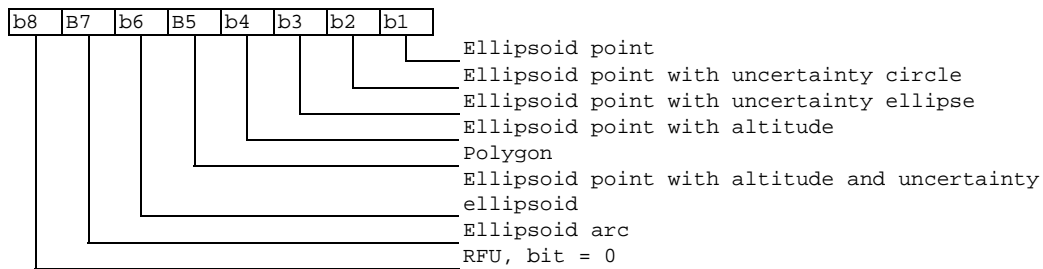 b8 B7 b6 B5 b4 b3 b2 b1
Ellipsoid point
Ellipsoid point with uncertainty circle
Ellipsoid point with uncertainty ellipse
Ellipsoid point with altitude
Polygon
Ellipsoid point with altitude and uncertainty
ellipsoid
Ellipsoid arc
RFU, bit = 0